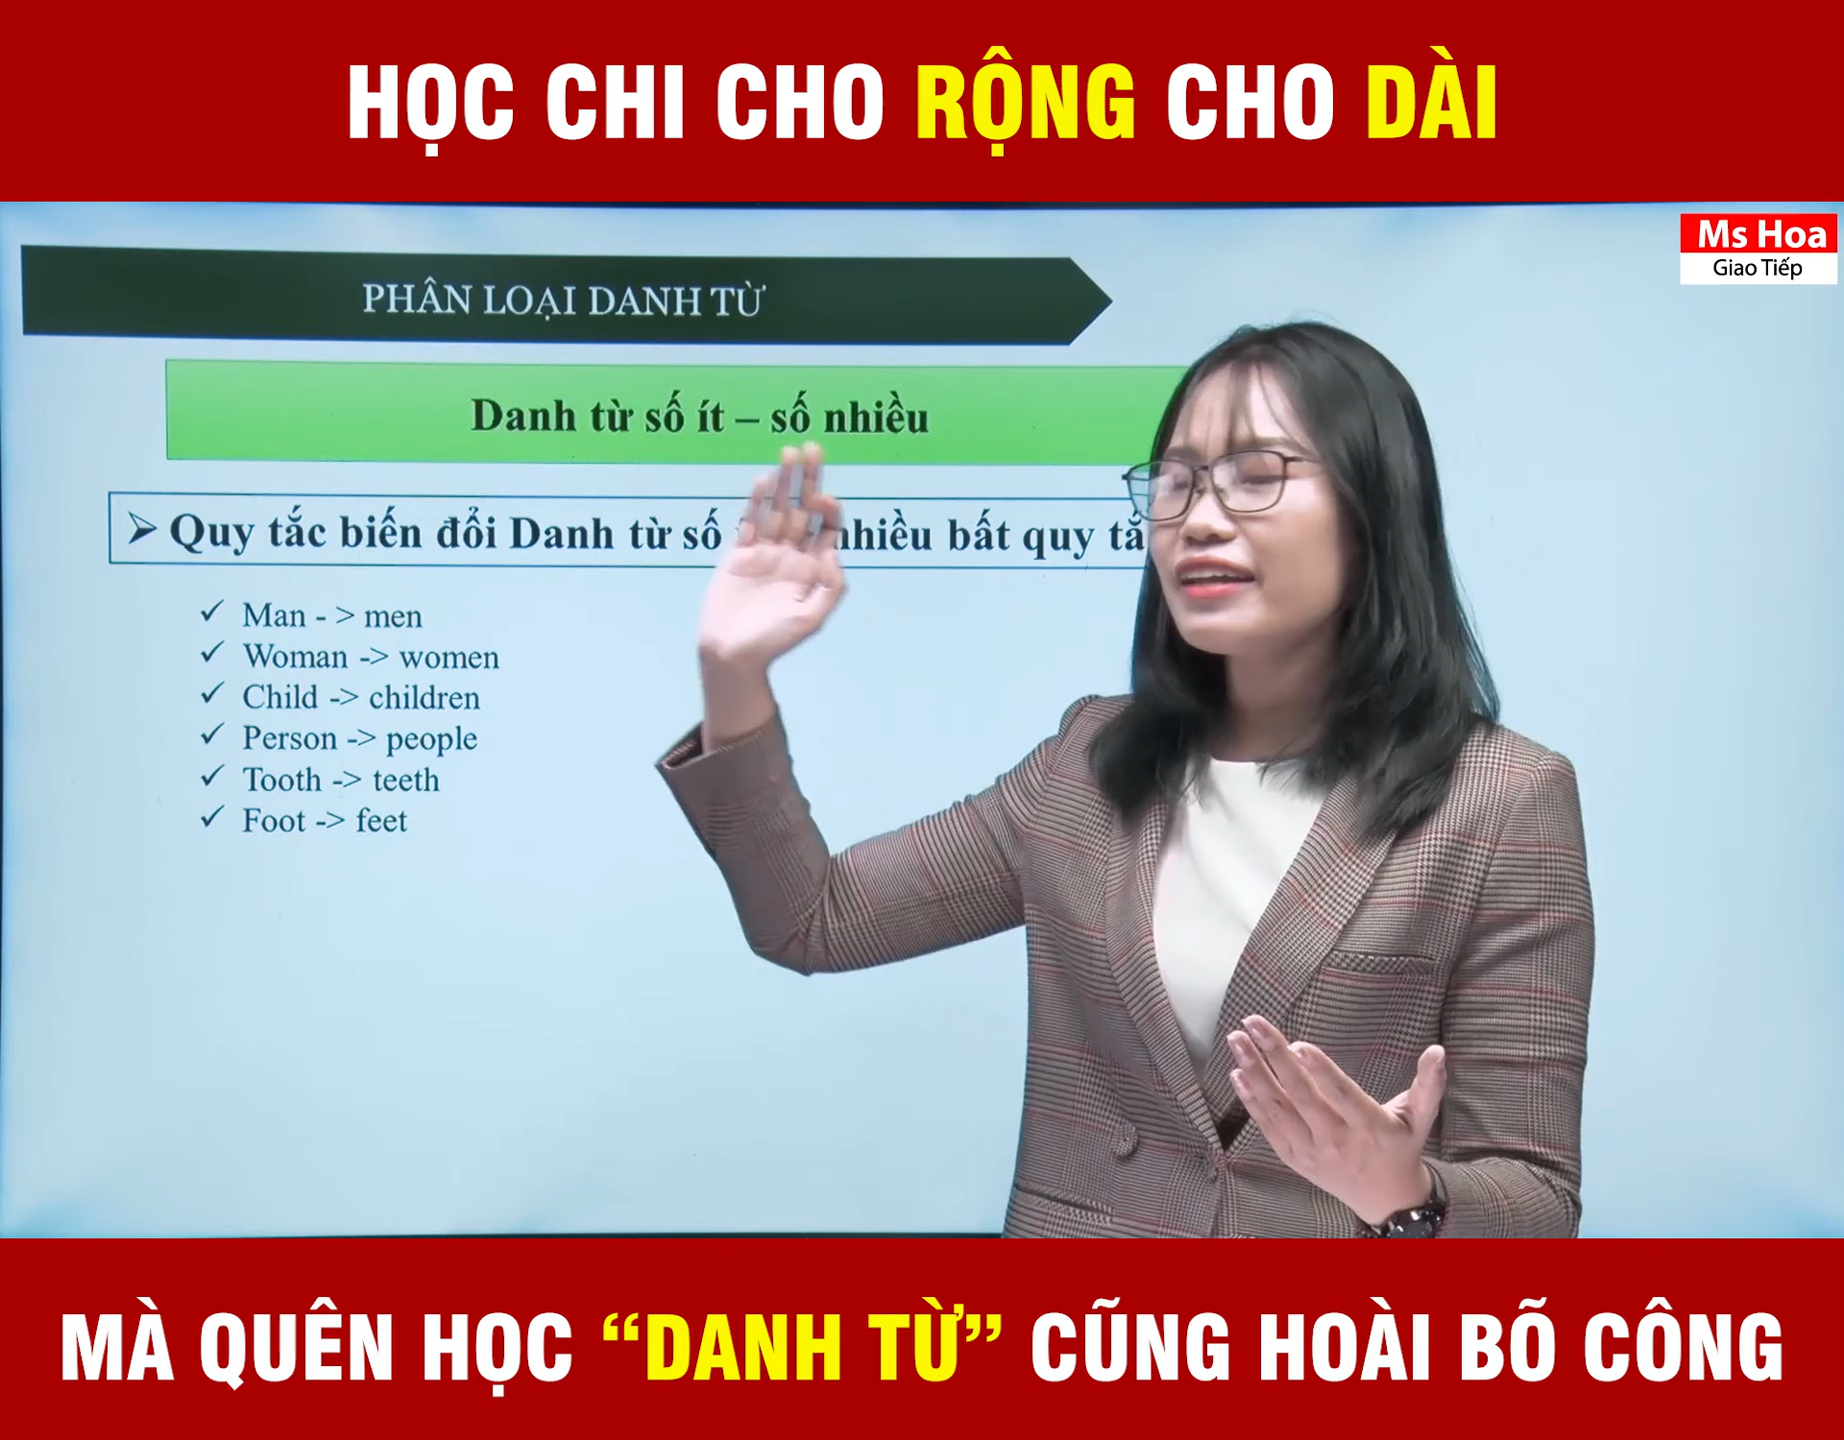 HỌC CHI CHO RỘNG CHO DÀI
Ms Hoa
Giao Tiếp
PHÂN LOẠI DANH TỪ
Danh từ số ít – số nhiều
➢ Quy tắc biến đổi Danh từ số nhiều bất quy
✓ Man - > men
✓ Woman -> women
✓ Child -> children
✓ Person -> people
✓ Tooth -> teeth
✓ Foot -> feet
MÀ QUÊN HỌC “DANH TỪ” CŨNG HOÀI BÕ CÔNG